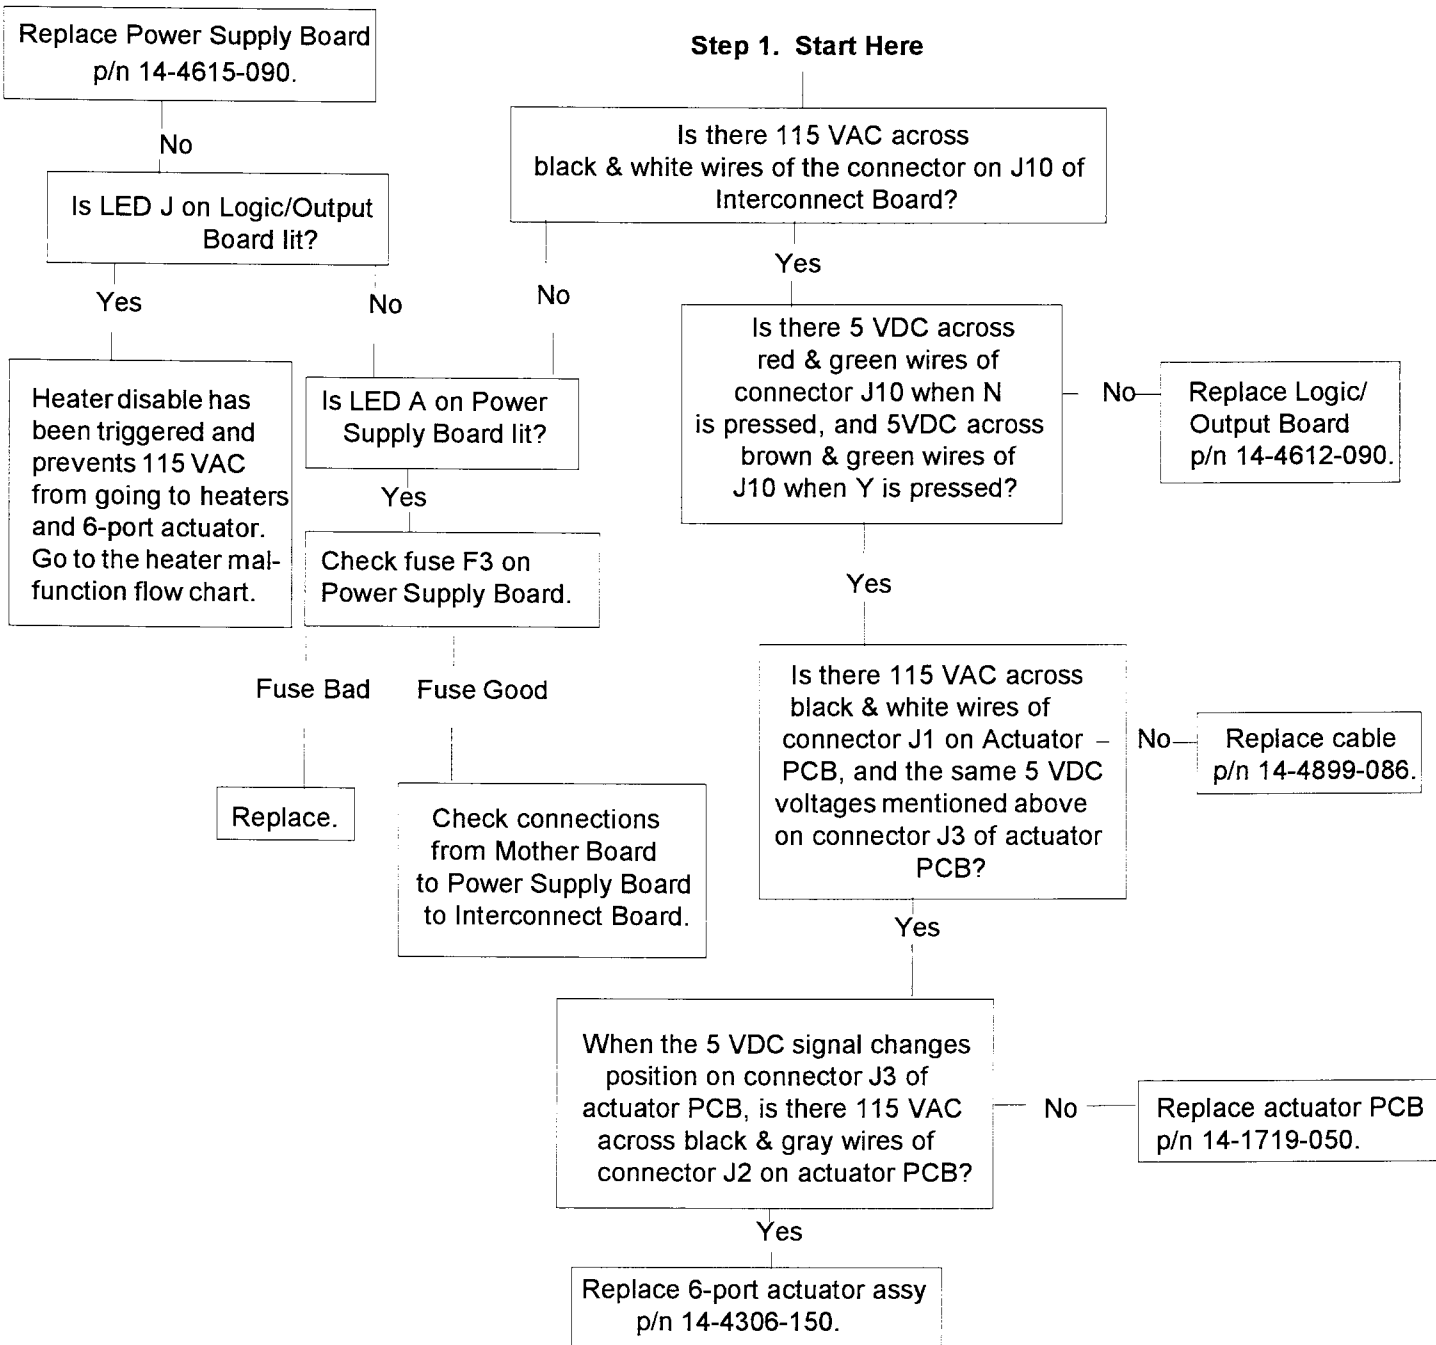 Replace Power Supply Board
p/n 14-4615-090.
No
Is LED J on Logic/Output
Board lit?
Yes
No
Heater disable has
been triggered and
prevents 115 VAC
from going to heaters
and 6-port actuator.
Go to the heater mal-
function flow chart.
Step 1. Start Here
Is there 115 VAC across
black & white wires of the connector on J10 of
Interconnect Board?
No
Yes
Is LED A on Power
Supply Board lit?
Yes
Check fuse F3 on
Power Supply Board.
Fuse Bad
Fuse Good
Replace.
Check connections
from Mother Board
to Power Supply Board
to Interconnect Board.
Is there 5 VDC across
red & green wires of
connector J10 when N
is pressed, and 5VDC across
brown & green wires of
J10 when Y is pressed?
No
Replace Logic/
Output Board
p/n 14-4612-090.
Yes
Is there 115 VAC across
black & white wires of
connector J1 on Actuator
PCB, and the same 5 VDC
voltages mentioned above
on connector J3 of actuator
PCB?
No
Replace cable
p/n 14-4899-086.
Yes
When the 5 VDC signal changes
position on connector J3 of
actuator PCB, is there 115 VAC
across black & gray wires of
connector J2 on actuator PCB?
No
Replace actuator PCB
p/n 14-1719-050.
Yes
Replace 6-port actuator assy
p/n 14-4306-150.